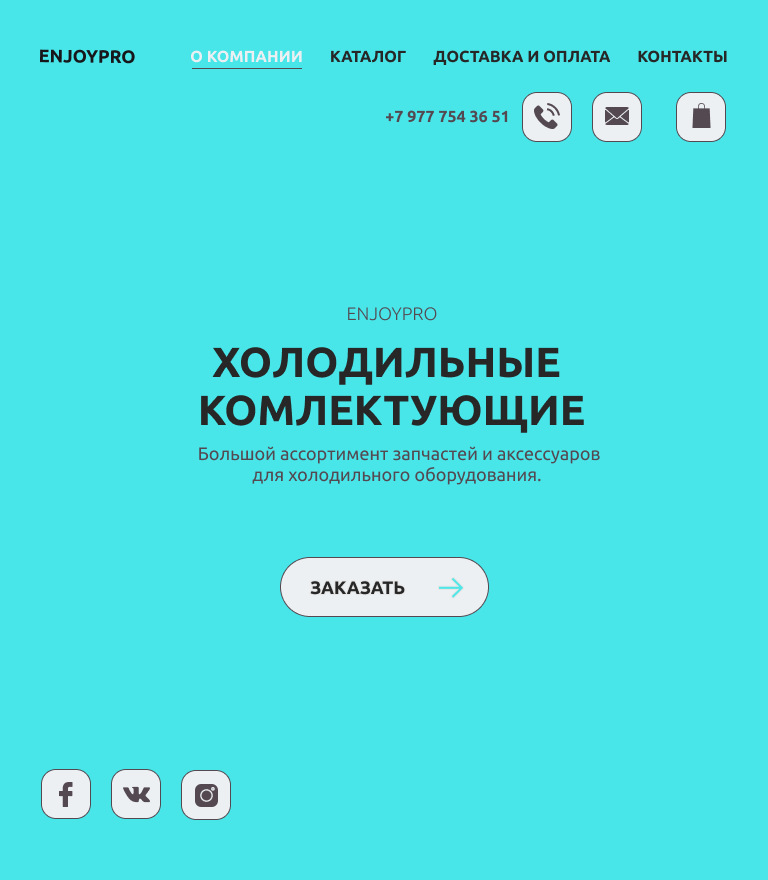 ENJOYPRO О КОМПАНИИ КАТАЛОГ ДОСТАВКА И ОПЛАТА КОНТАКТЫ
+7 977 754 36 51
ENJOYPRO
ХОЛОДИЛЬНЫЕ
КОМЛЕКТУЮЩИЕ
Большой ассортимент запчастей и аксессуаров
для холодильного оборудования.
ЗАКАЗАТЬ